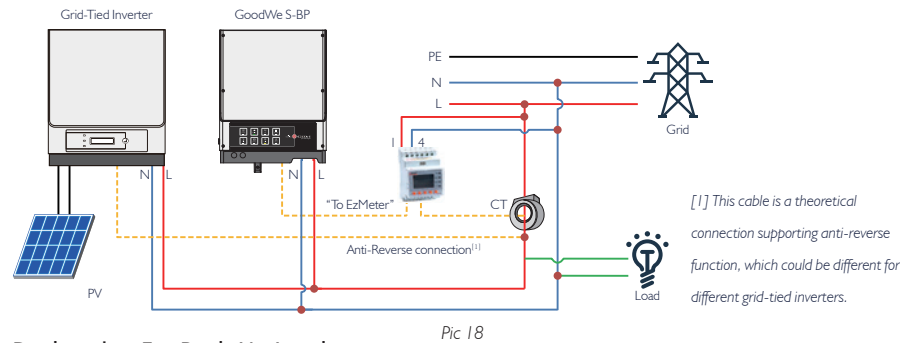 Grid-Tied Inverter
GoodWe S-BP
PE
N
L
Grid
1 4
N L
N L
"To EzMeter"
CT
Anti-Reverse connection[1]
PV
Load
[1] This cable is a theoretical
connection supporting anti-reverse
function, which could be different for
different grid-tied inverters.
Pic 18